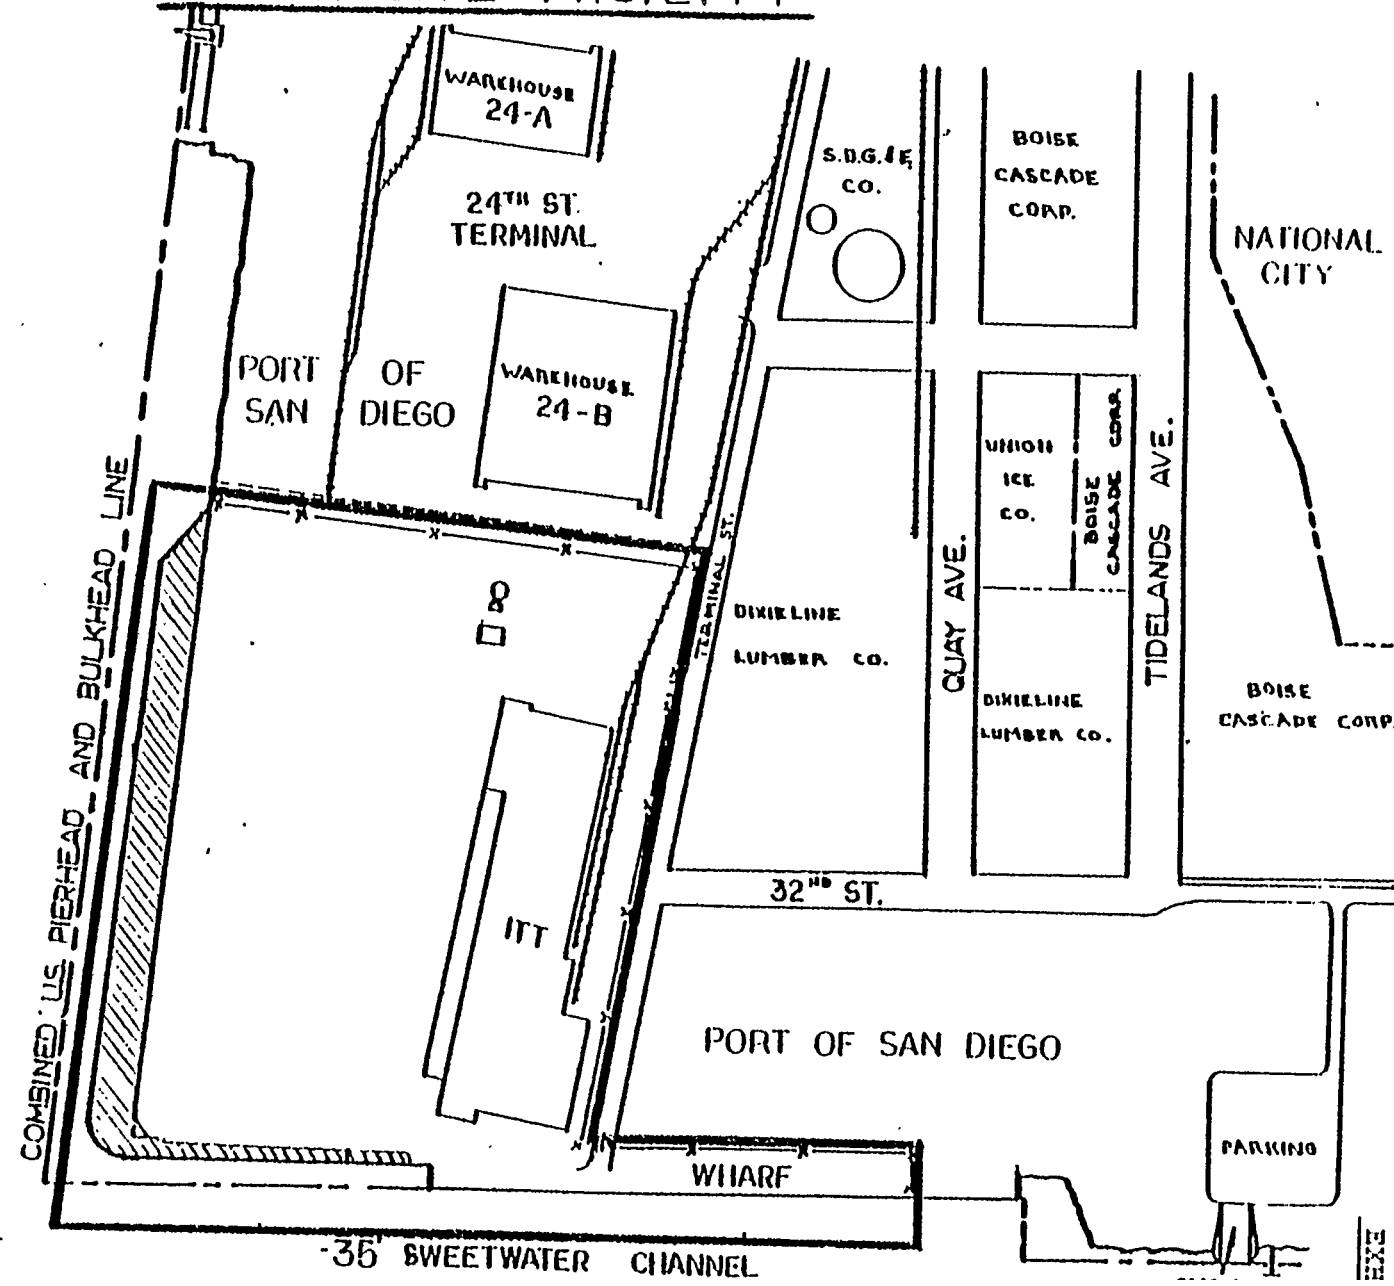 WAREHOUSE
24-A
S.D.G.&E.
CO.
BOISE
CASCADE
CORP.
24TH ST.
TERMINAL
NATIONAL
CITY
PORT OF
SAN DIEGO
WAREHOUSE
24-B
UNION
ICE
CO.
BOISE
CASCADE CORP.
TIDELANDS AVE.
QUAY AVE.
TERMINAL ST.
COMBINED U.S. PIERHEAD AND BULKHEAD LINE
DIXIELINE
LUMBER CO.
DIXIELINE
LUMBER CO.
BOISE
CASCADE CORP.
32ND ST.
ITT
PORT OF SAN DIEGO
PARKING
WHARF
-35' SWEETWATER CHANNEL